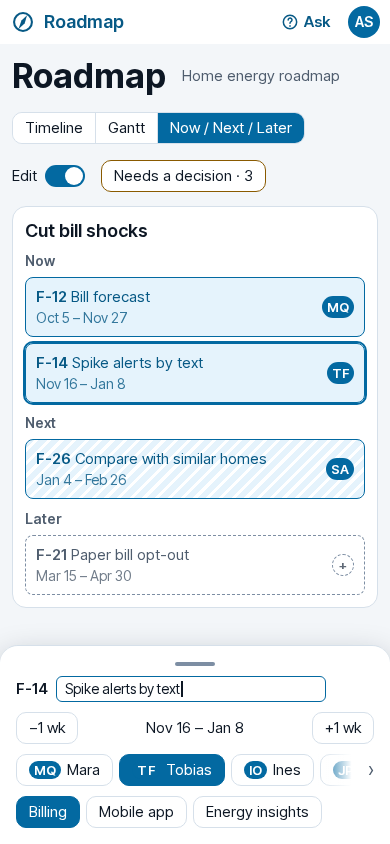 Roadmap Ask AS
Roadmap Home energy roadmap
Timeline Gantt Now / Next / Later
Edit Needs a decision · 3
Cut bill shocks
Now
F-12 Bill forecast
Oct 5 – Nov 27
MQ
F-14 Spike alerts by text
Nov 16 – Jan 8
TF
Next
F-26 Compare with similar homes
Jan 4 – Feb 26
SA
Later
F-21 Paper bill opt-out
Mar 15 – Apr 30
+
F-14 Spike alerts by text
−1 wk Nov 16 – Jan 8 +1 wk
MQ Mara TF Tobias IO Ines ›
Billing Mobile app Energy insights